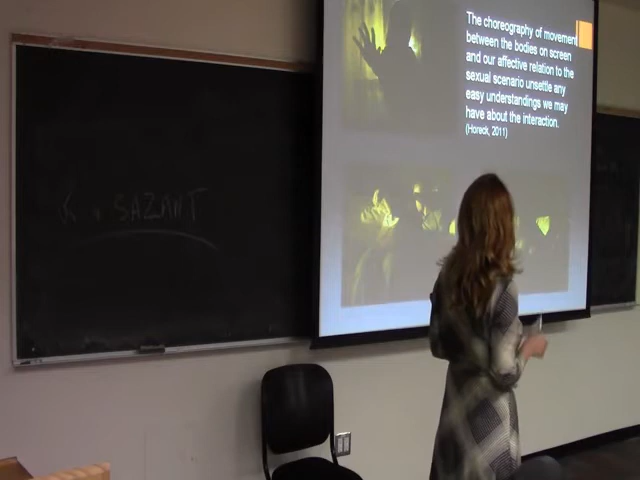 The choreography of movement
between the bodies on screen
and our affective relation to the
sexual scenario unsettle any
easy understandings we may
have about the interaction.
(Horeck, 2011)